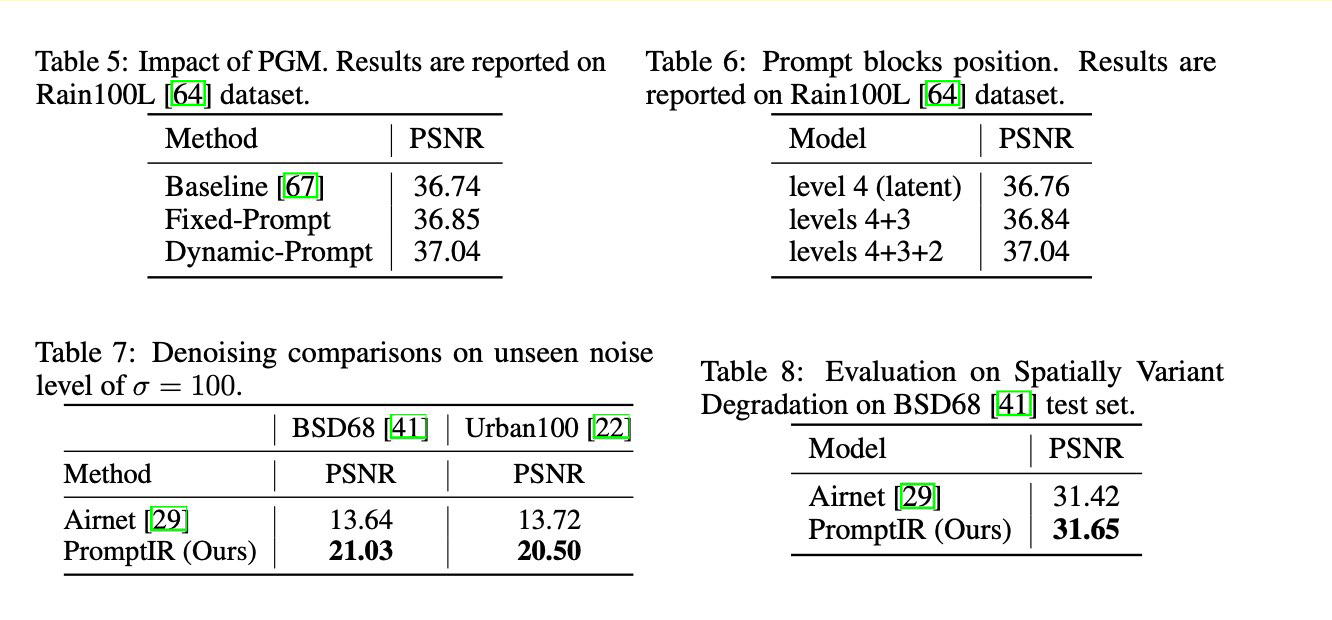 Table 5: Impact of PGM. Results are reported on
Rain100L [64] dataset.
Method PSNR
Baseline [67] 36.74
Fixed-Prompt 36.85
Dynamic-Prompt 37.04
Table 6: Prompt blocks position. Results are
reported on Rain100L [64] dataset.
Model PSNR
level 4 (latent) 36.76
levels 4+3 36.84
levels 4+3+2 37.04
Table 7: Denoising comparisons on unseen noise
level of σ = 100.
BSD68 [41] Urban100 [22]
Method PSNR PSNR
Airnet [29] 13.64 13.72
PromptIR (Ours) 21.03 20.50
Table 8: Evaluation on Spatially Variant
Degradation on BSD68 [41] test set.
Model PSNR
Airnet [29] 31.42
PromptIR (Ours) 31.65